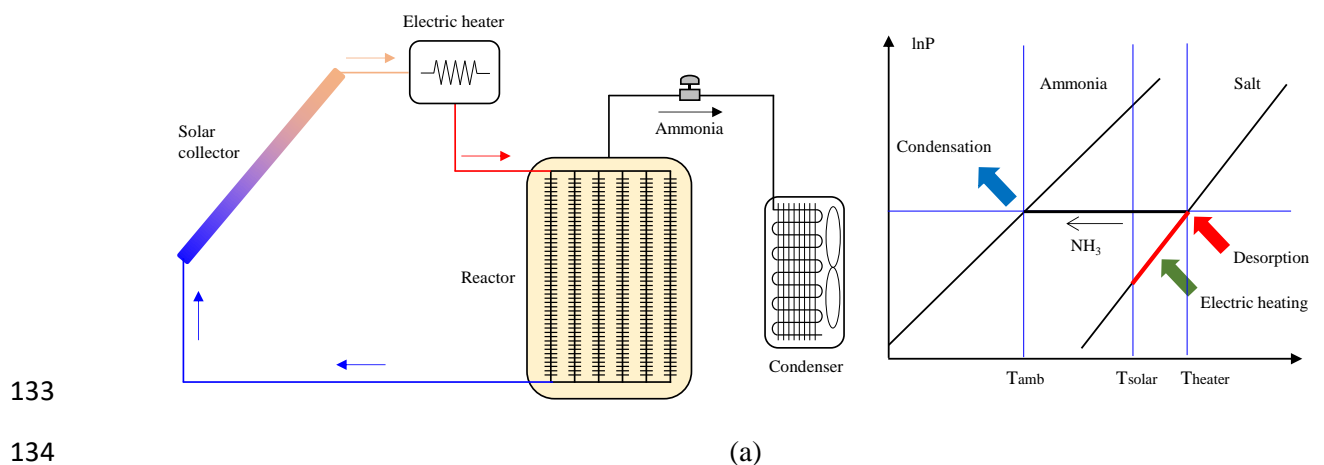 Electric heater
Solar
collector
Ammonia
Reactor
Condenser
lnP
Ammonia
Salt
Condensation
NH3
Desorption
Electric heating
Tamb
Tsolar
Theater
133
134
(a)